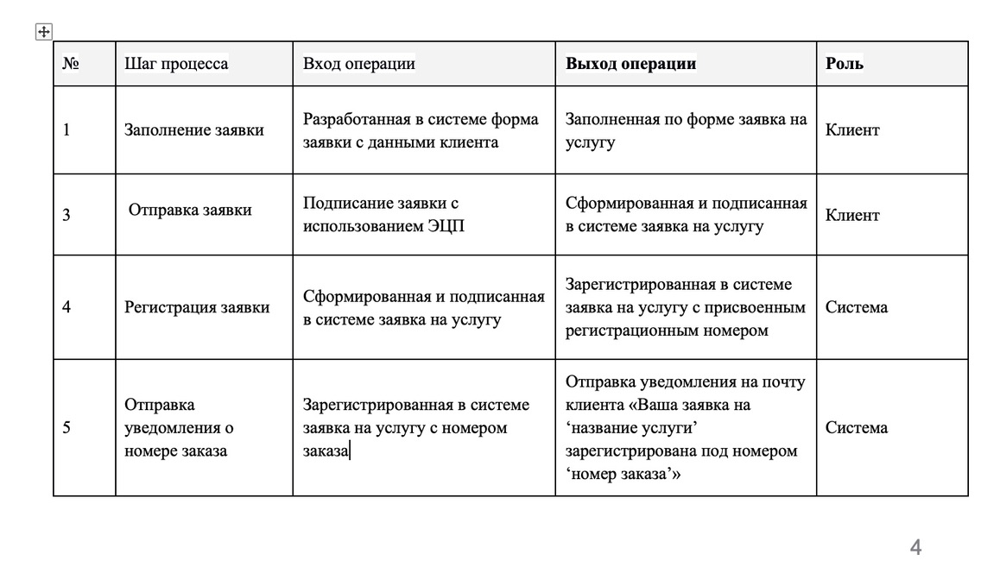 № Шаг процесса Вход операции Выход операции Роль
1 Заполнение заявки Разработанная в системе форма заявки с данными клиента Заполненная по форме заявка на услугу Клиент
3 Отправка заявки Подписание заявки с использованием ЭЦП Сформированная и подписанная в системе заявка на услугу Клиент
4 Регистрация заявки Сформированная и подписанная в системе заявка на услугу Зарегистрированная в системе заявка на услугу с присвоенным регистрационным номером Система
5 Отправка уведомления о номере заказа Зарегистрированная в системе заявка на услугу с номером заказа Отправка уведомления на почту клиента «Ваша заявка на ‘название услуги’ зарегистрирована под номером ‘номер заказа’» Система
4